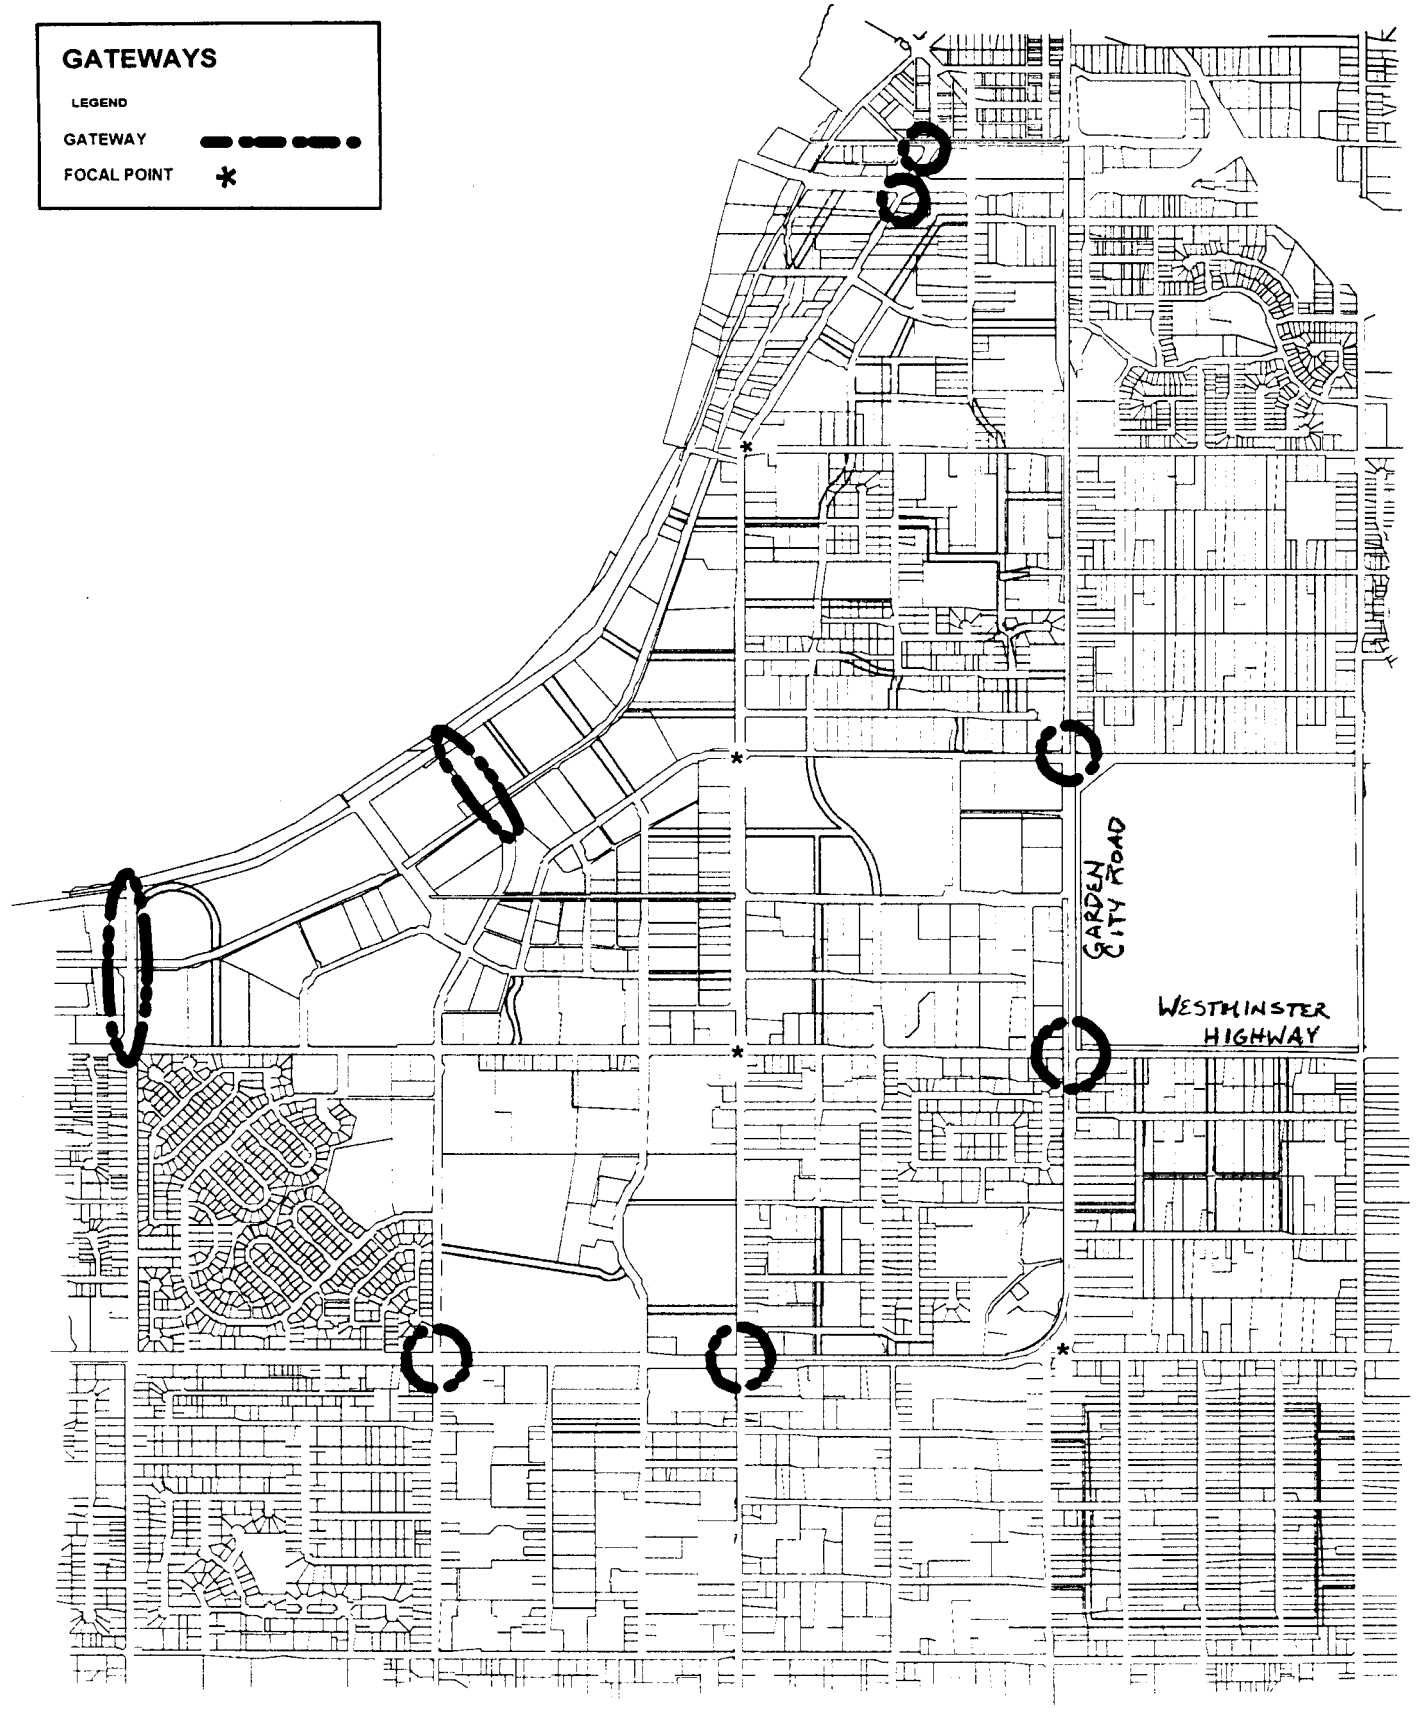 GATEWAYS
LEGEND
GATEWAY
FOCAL POINT *
*
*
GARDEN
CITY ROAD
WESTMINSTER
HIGHWAY
*
*